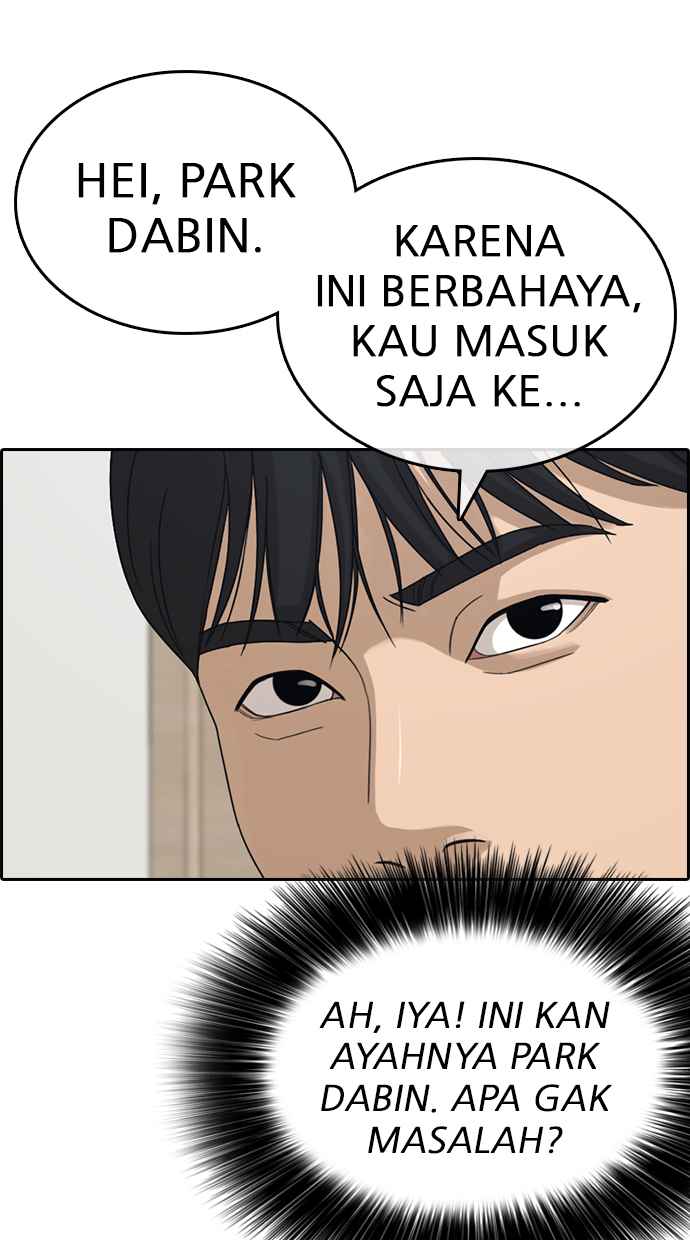 HEI, PARK
DABIN.
KARENA
INI BERBAHAYA,
KAU MASUK
SAJA KE...
AH, IYA! INI KAN
AYAHNYA PARK
DABIN. APA GAK
MASALAH?